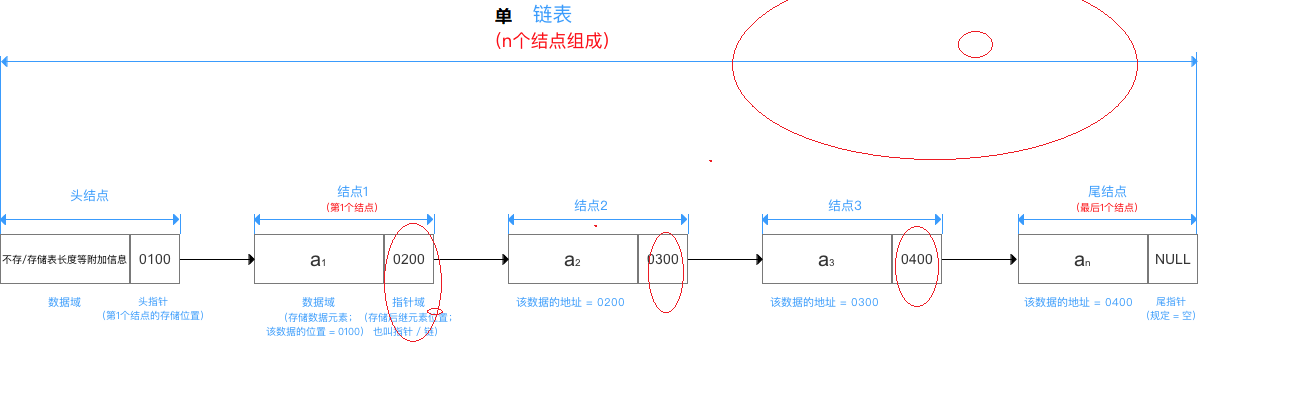 单 链表
(n个结点组成)
头结点
结点1
(第1个结点)
结点2
结点3
尾结点
(最后1个结点)
不存/存储表长度等附加信息 0100
a1 0200
a2 0300
a3 0400
an NULL
数据域
头指针
(第1个结点的存储位置)
数据域
(存储数据元素；
该数据的位置 = 0100)
指针域
(存储后继元素位置；
也叫指针 / 链)
该数据的地址 = 0200
该数据的地址 = 0300
该数据的地址 = 0400
尾指针
(规定 = 空)